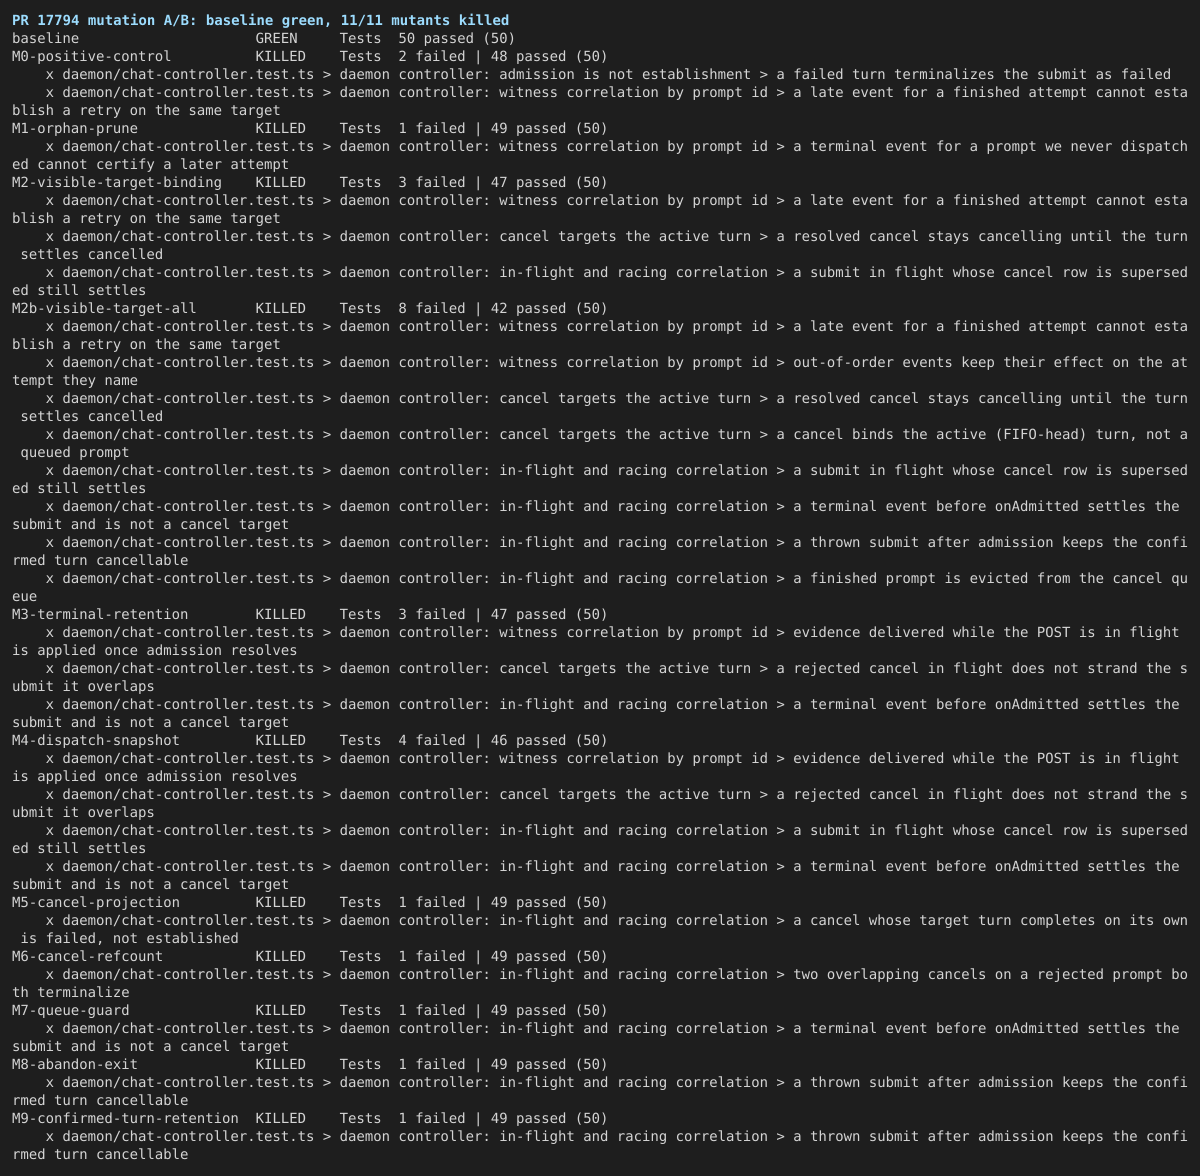 PR 17794 mutation A/B: baseline green, 11/11 mutants killed
baseline                     GREEN     Tests  50 passed (50)
M0-positive-control          KILLED    Tests  2 failed | 48 passed (50)
    x daemon/chat-controller.test.ts > daemon controller: admission is not establishment > a failed turn terminalizes the submit as failed
    x daemon/chat-controller.test.ts > daemon controller: witness correlation by prompt id > a late event for a finished attempt cannot esta
blish a retry on the same target
M1-orphan-prune              KILLED    Tests  1 failed | 49 passed (50)
    x daemon/chat-controller.test.ts > daemon controller: witness correlation by prompt id > a terminal event for a prompt we never dispatch
ed cannot certify a later attempt
M2-visible-target-binding    KILLED    Tests  3 failed | 47 passed (50)
    x daemon/chat-controller.test.ts > daemon controller: witness correlation by prompt id > a late event for a finished attempt cannot esta
blish a retry on the same target
    x daemon/chat-controller.test.ts > daemon controller: cancel targets the active turn > a resolved cancel stays cancelling until the turn
 settles cancelled
    x daemon/chat-controller.test.ts > daemon controller: in-flight and racing correlation > a submit in flight whose cancel row is supersed
ed still settles
M2b-visible-target-all       KILLED    Tests  8 failed | 42 passed (50)
    x daemon/chat-controller.test.ts > daemon controller: witness correlation by prompt id > a late event for a finished attempt cannot esta
blish a retry on the same target
    x daemon/chat-controller.test.ts > daemon controller: witness correlation by prompt id > out-of-order events keep their effect on the at
tempt they name
    x daemon/chat-controller.test.ts > daemon controller: cancel targets the active turn > a resolved cancel stays cancelling until the turn
 settles cancelled
    x daemon/chat-controller.test.ts > daemon controller: cancel targets the active turn > a cancel binds the active (FIFO-head) turn, not a
 queued prompt
    x daemon/chat-controller.test.ts > daemon controller: in-flight and racing correlation > a submit in flight whose cancel row is supersed
ed still settles
    x daemon/chat-controller.test.ts > daemon controller: in-flight and racing correlation > a terminal event before onAdmitted settles the
submit and is not a cancel target
    x daemon/chat-controller.test.ts > daemon controller: in-flight and racing correlation > a thrown submit after admission keeps the confi
rmed turn cancellable
    x daemon/chat-controller.test.ts > daemon controller: in-flight and racing correlation > a finished prompt is evicted from the cancel qu
eue
M3-terminal-retention        KILLED    Tests  3 failed | 47 passed (50)
    x daemon/chat-controller.test.ts > daemon controller: witness correlation by prompt id > evidence delivered while the POST is in flight
is applied once admission resolves
    x daemon/chat-controller.test.ts > daemon controller: cancel targets the active turn > a rejected cancel in flight does not strand the s
ubmit it overlaps
    x daemon/chat-controller.test.ts > daemon controller: in-flight and racing correlation > a terminal event before onAdmitted settles the
submit and is not a cancel target
M4-dispatch-snapshot         KILLED    Tests  4 failed | 46 passed (50)
    x daemon/chat-controller.test.ts > daemon controller: witness correlation by prompt id > evidence delivered while the POST is in flight
is applied once admission resolves
    x daemon/chat-controller.test.ts > daemon controller: cancel targets the active turn > a rejected cancel in flight does not strand the s
ubmit it overlaps
    x daemon/chat-controller.test.ts > daemon controller: in-flight and racing correlation > a submit in flight whose cancel row is supersed
ed still settles
    x daemon/chat-controller.test.ts > daemon controller: in-flight and racing correlation > a terminal event before onAdmitted settles the
submit and is not a cancel target
M5-cancel-projection         KILLED    Tests  1 failed | 49 passed (50)
    x daemon/chat-controller.test.ts > daemon controller: in-flight and racing correlation > a cancel whose target turn completes on its own
 is failed, not established
M6-cancel-refcount           KILLED    Tests  1 failed | 49 passed (50)
    x daemon/chat-controller.test.ts > daemon controller: in-flight and racing correlation > two overlapping cancels on a rejected prompt bo
th terminalize
M7-queue-guard               KILLED    Tests  1 failed | 49 passed (50)
    x daemon/chat-controller.test.ts > daemon controller: in-flight and racing correlation > a terminal event before onAdmitted settles the
submit and is not a cancel target
M8-abandon-exit              KILLED    Tests  1 failed | 49 passed (50)
    x daemon/chat-controller.test.ts > daemon controller: in-flight and racing correlation > a thrown submit after admission keeps the confi
rmed turn cancellable
M9-confirmed-turn-retention  KILLED    Tests  1 failed | 49 passed (50)
    x daemon/chat-controller.test.ts > daemon controller: in-flight and racing correlation > a thrown submit after admission keeps the confi
rmed turn cancellable